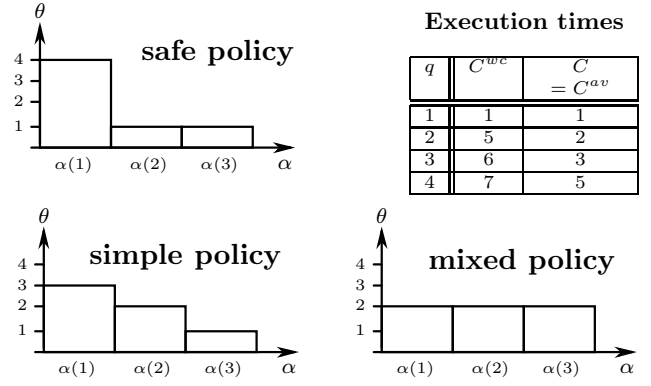 θ
safe policy
4
3
2
1
α(1) α(2) α(3) α
Execution times
q C^{wc} C
= C^{av}
1 1 1
2 5 2
3 6 3
4 7 5
θ
simple policy
4
3
2
1
α(1) α(2) α(3) α
θ
mixed policy
4
3
2
1
α(1) α(2) α(3) α